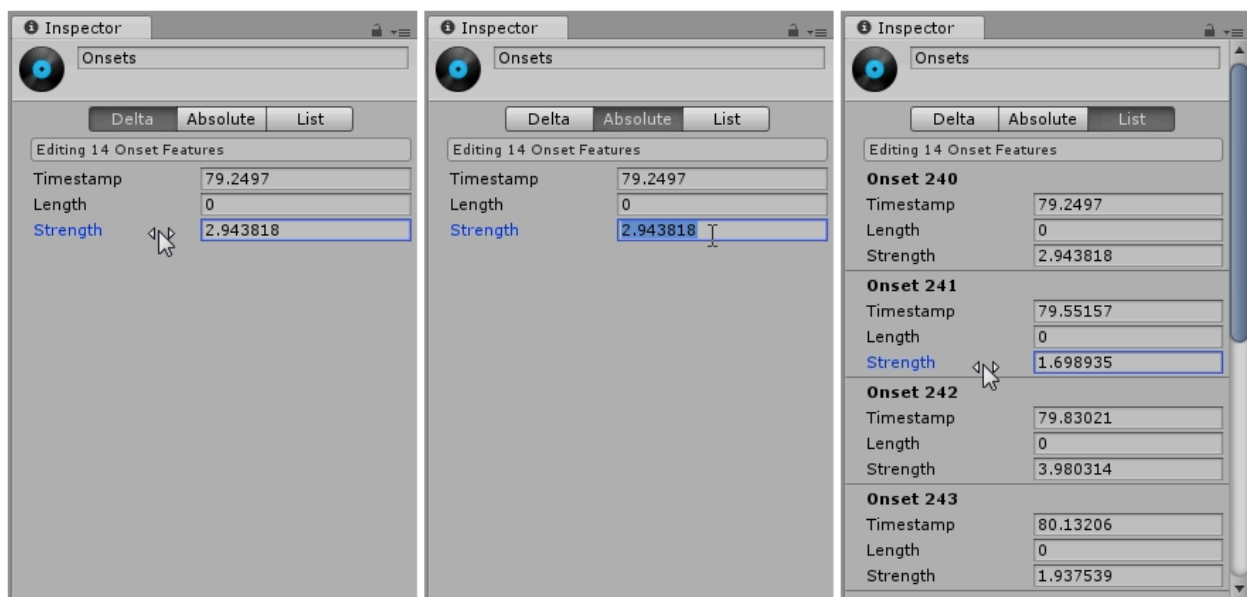 Inspector
Onsets
Delta Absolute List
Editing 14 Onset Features
Timestamp 79.2497
Length 0
Strength 2.943818
Inspector
Onsets
Delta Absolute List
Editing 14 Onset Features
Timestamp 79.2497
Length 0
Strength 2.943818
Inspector
Onsets
Delta Absolute List
Editing 14 Onset Features
Onset 240
Timestamp 79.2497
Length 0
Strength 2.943818
Onset 241
Timestamp 79.55157
Length 0
Strength 1.698935
Onset 242
Timestamp 79.83021
Length 0
Strength 3.980314
Onset 243
Timestamp 80.13206
Length 0
Strength 1.937539